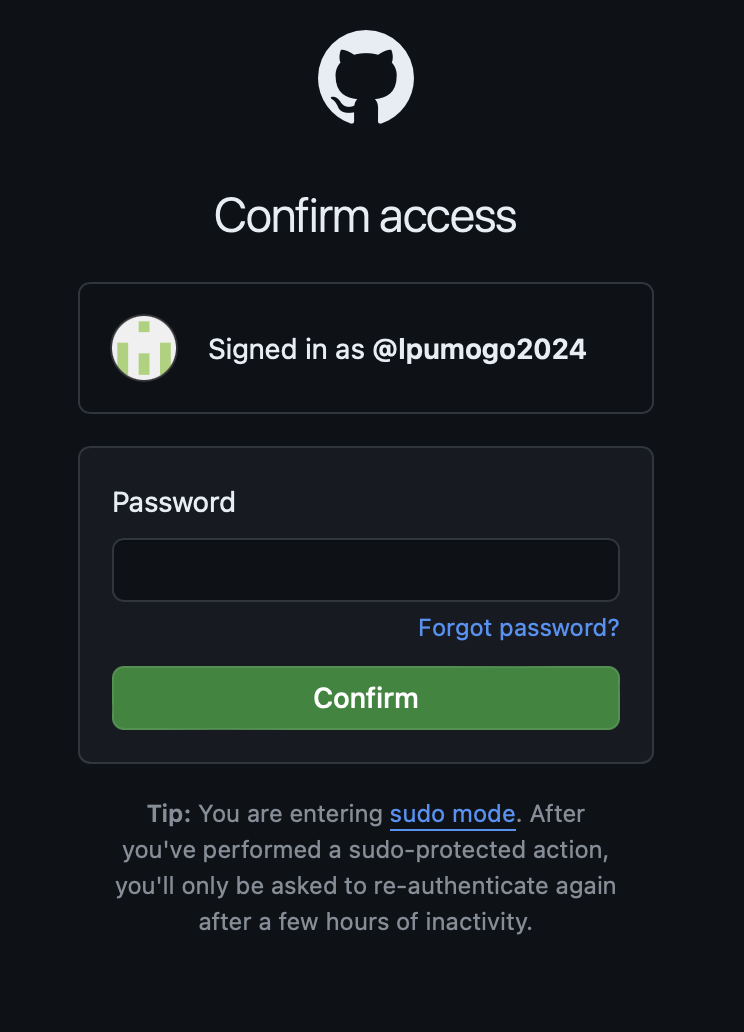 Confirm access
Signed in as @lpumogo2024
Password
Forgot password?
Confirm
Tip: You are entering sudo mode. After
you've performed a sudo-protected action,
you'll only be asked to re-authenticate again
after a few hours of inactivity.